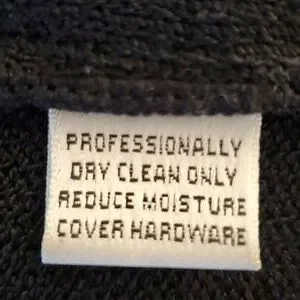 PROFESSIONALLY
DRY CLEAN ONLY
REDUCE MOISTURE
COVER HARDWARE